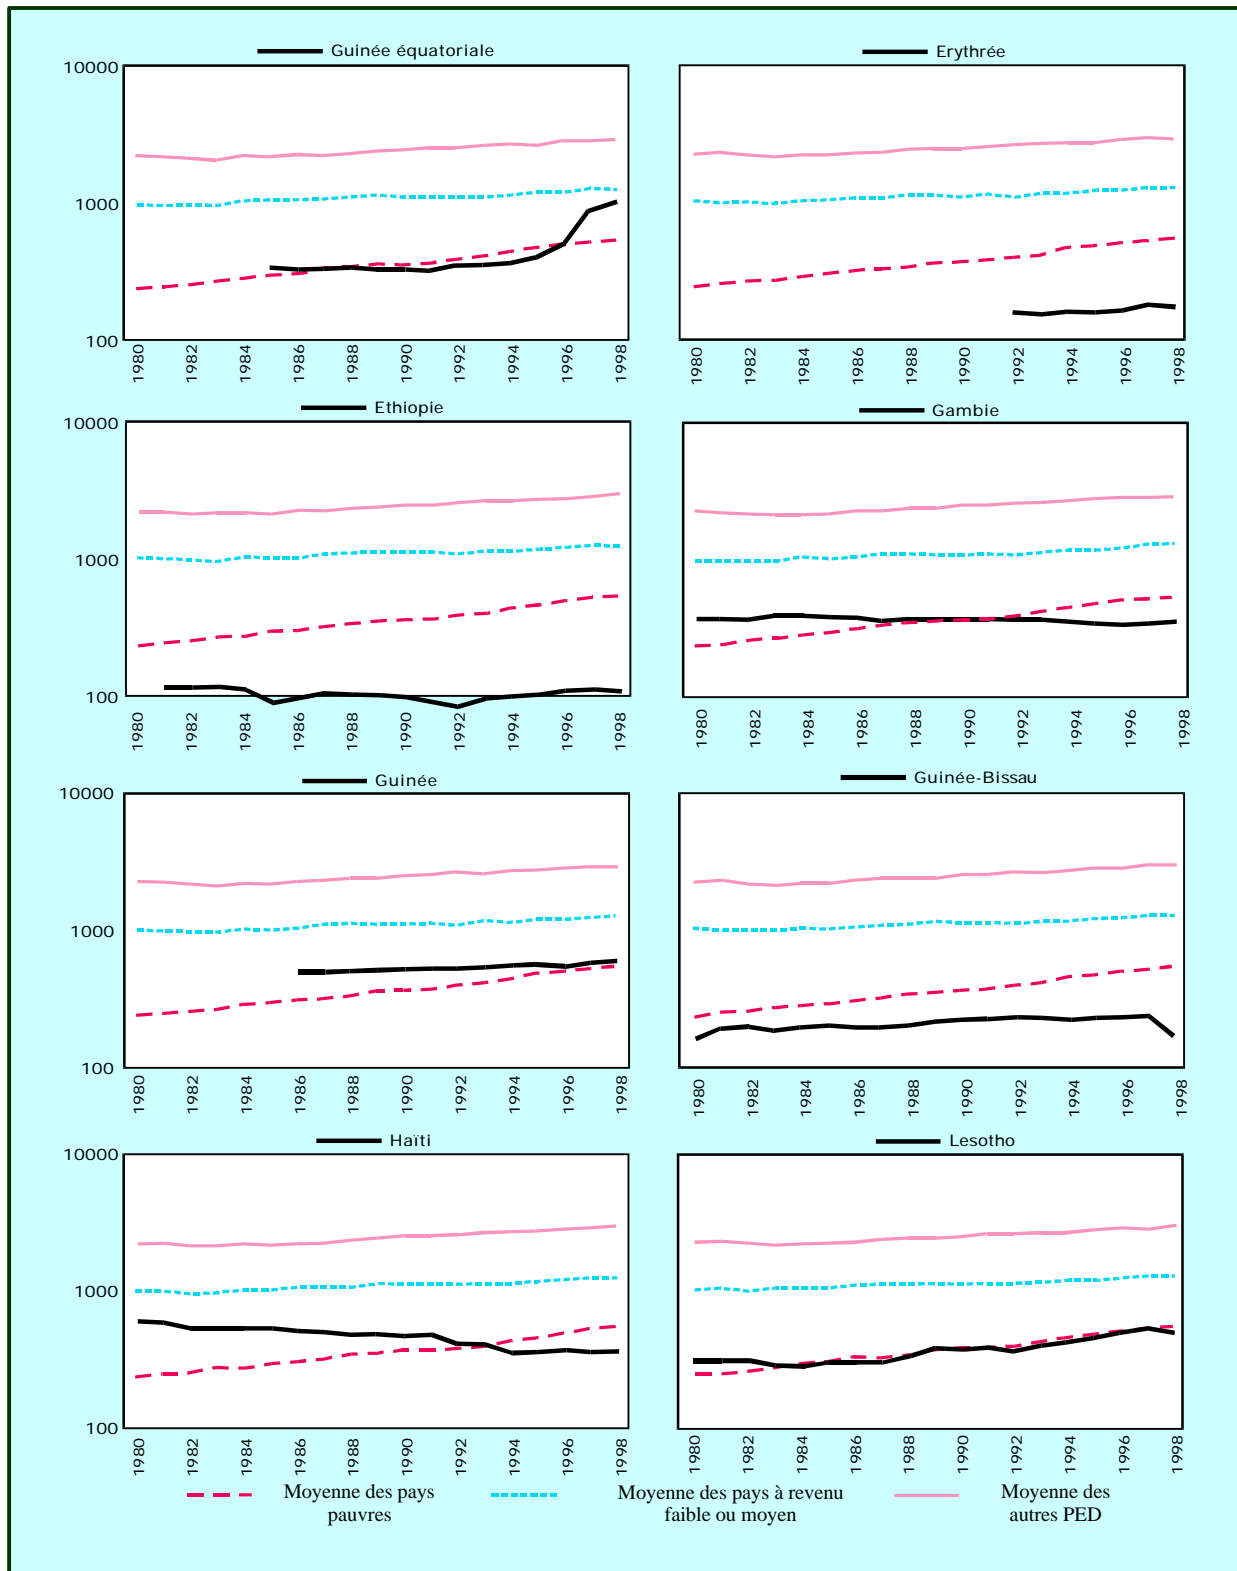 Guinée équatoriale
Erythrée
10000
1000
100
1980 1982 1984 1986 1988 1990 1992 1994 1996 1998
1980 1982 1984 1986 1988 1990 1992 1994 1996 1998
Ethiopie
Gambie
10000
1000
100
1980 1982 1984 1986 1988 1990 1992 1994 1996 1998
1980 1982 1984 1986 1988 1990 1992 1994 1996 1998
Guinée
Guinée-Bissau
10000
1000
100
1980 1982 1984 1986 1988 1990 1992 1994 1996 1998
1980 1982 1984 1986 1988 1990 1992 1994 1996 1998
Haïti
Lesotho
10000
1000
100
1980 1982 1984 1986 1988 1990 1992 1994 1996 1998
1980 1982 1984 1986 1988 1990 1992 1994 1996 1998
Moyenne des pays
pauvres
Moyenne des pays à revenu
faible ou moyen
Moyenne des
autres PED